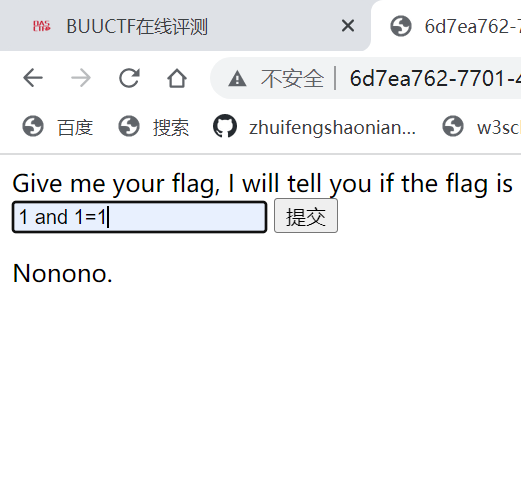 BUUCTF在线评测
6d7ea762-7
不安全 6d7ea762-7701-4
百度 搜索 zhuifengshaonian... w3scl
Give me your flag, I will tell you if the flag is
1 and 1=1 提交
Nonono.